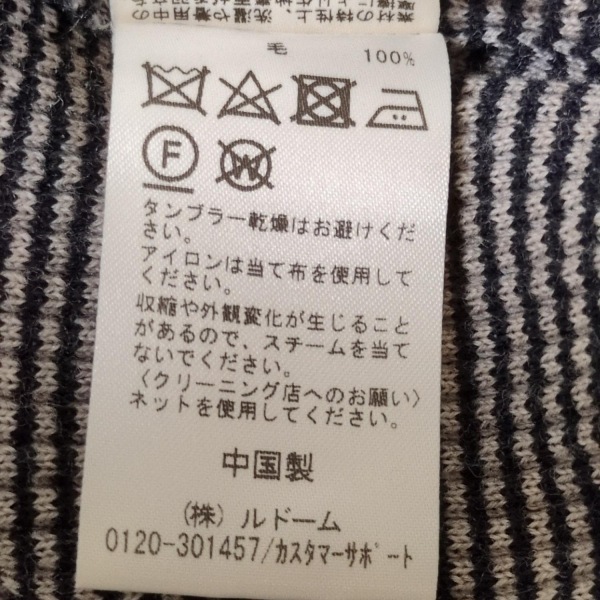 毛 100%
F
W
タンブラー乾燥はお避けくだ
さい。
アイロンは当て布を使用して
ください。
収縮や外観変化が生じること
があるので、スチームを当て
ないでください。
〈クリーニング店へのお願い〉
ネットを使用してください。
中国製
(株) ルドーム
0120-301457/カスタマーサポート